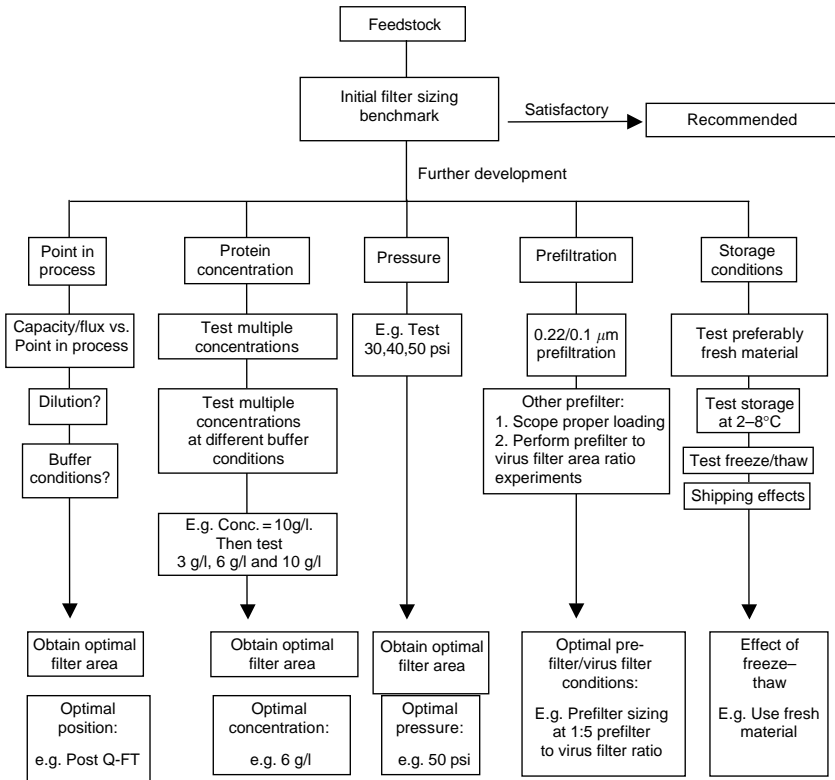 Feedstock
Initial filter sizing
benchmark
Satisfactory
Recommended
Further development
Point in
process
Capacity/flux vs.
Point in process
Dilution?
Buffer
conditions?
Obtain optimal
filter area
Optimal
position:
e.g. Post Q-FT
Protein
concentration
Test multiple
concentrations
Test multiple
concentrations
at different buffer
conditions
E.g. Conc. = 10g/l.
Then test
3 g/l, 6 g/l and 10 g/l
Obtain optimal
filter area
Optimal
concentration:
e.g. 6 g/l
Pressure
E.g. Test
30,40,50 psi
Obtain optimal
filter area
Optimal
pressure:
e.g. 50 psi
Prefiltration
0.22/0.1 μm
prefiltration
Other prefilter:
1. Scope proper loading
2. Perform prefilter to
virus filter area ratio
experiments
Optimal pre-
filter/virus filter
conditions:
E.g. Prefilter sizing
at 1:5 prefilter
to virus filter ratio
Storage
conditions
Test preferably
fresh material
Test storage
at 2–8°C
Test freeze/thaw
Shipping effects
Effect of
freeze–
thaw
E.g. Use fresh
material